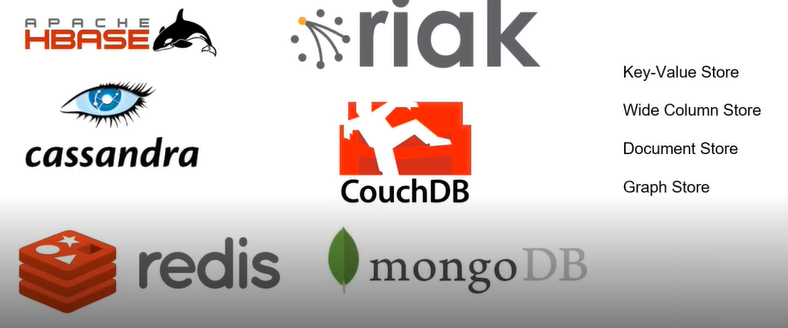 APACHE
HBASE
riak
cassandra
CouchDB
redis
mongoDB
Key-Value Store
Wide Column Store
Document Store
Graph Store